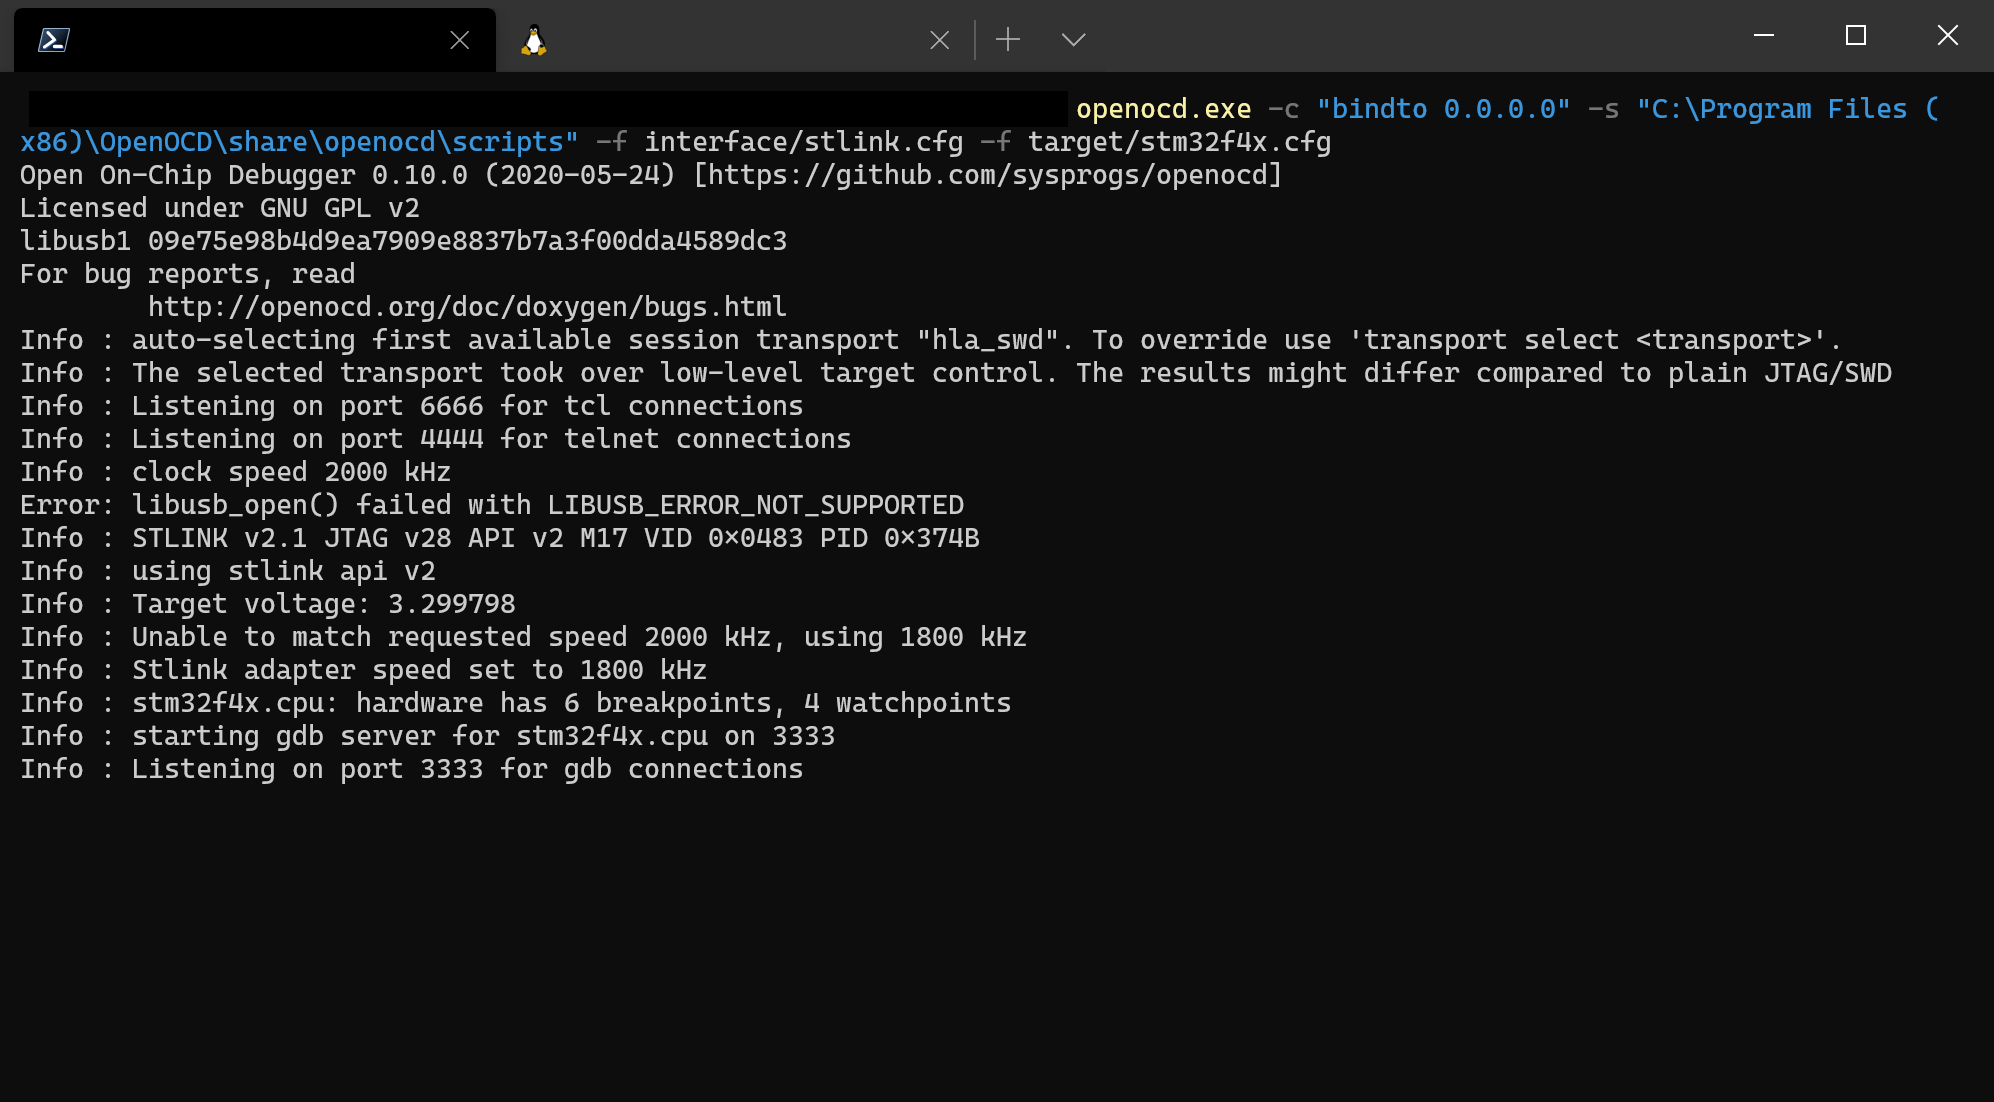 openocd.exe -c "bindto 0.0.0.0" -s "C:\Program Files (
x86)\OpenOCD\share\openocd\scripts" -f interface/stlink.cfg -f target/stm32f4x.cfg
Open On-Chip Debugger 0.10.0 (2020-05-24) [https://github.com/sysprogs/openocd]
Licensed under GNU GPL v2
libusb1 09e75e98b4d9ea7909e8837b7a3f00dda4589dc3
For bug reports, read
        http://openocd.org/doc/doxygen/bugs.html
Info : auto-selecting first available session transport "hla_swd". To override use 'transport select <transport>'.
Info : The selected transport took over low-level target control. The results might differ compared to plain JTAG/SWD
Info : Listening on port 6666 for tcl connections
Info : Listening on port 4444 for telnet connections
Info : clock speed 2000 kHz
Error: libusb_open() failed with LIBUSB_ERROR_NOT_SUPPORTED
Info : STLINK v2.1 JTAG v28 API v2 M17 VID 0×0483 PID 0×374B
Info : using stlink api v2
Info : Target voltage: 3.299798
Info : Unable to match requested speed 2000 kHz, using 1800 kHz
Info : Stlink adapter speed set to 1800 kHz
Info : stm32f4x.cpu: hardware has 6 breakpoints, 4 watchpoints
Info : starting gdb server for stm32f4x.cpu on 3333
Info : Listening on port 3333 for gdb connections